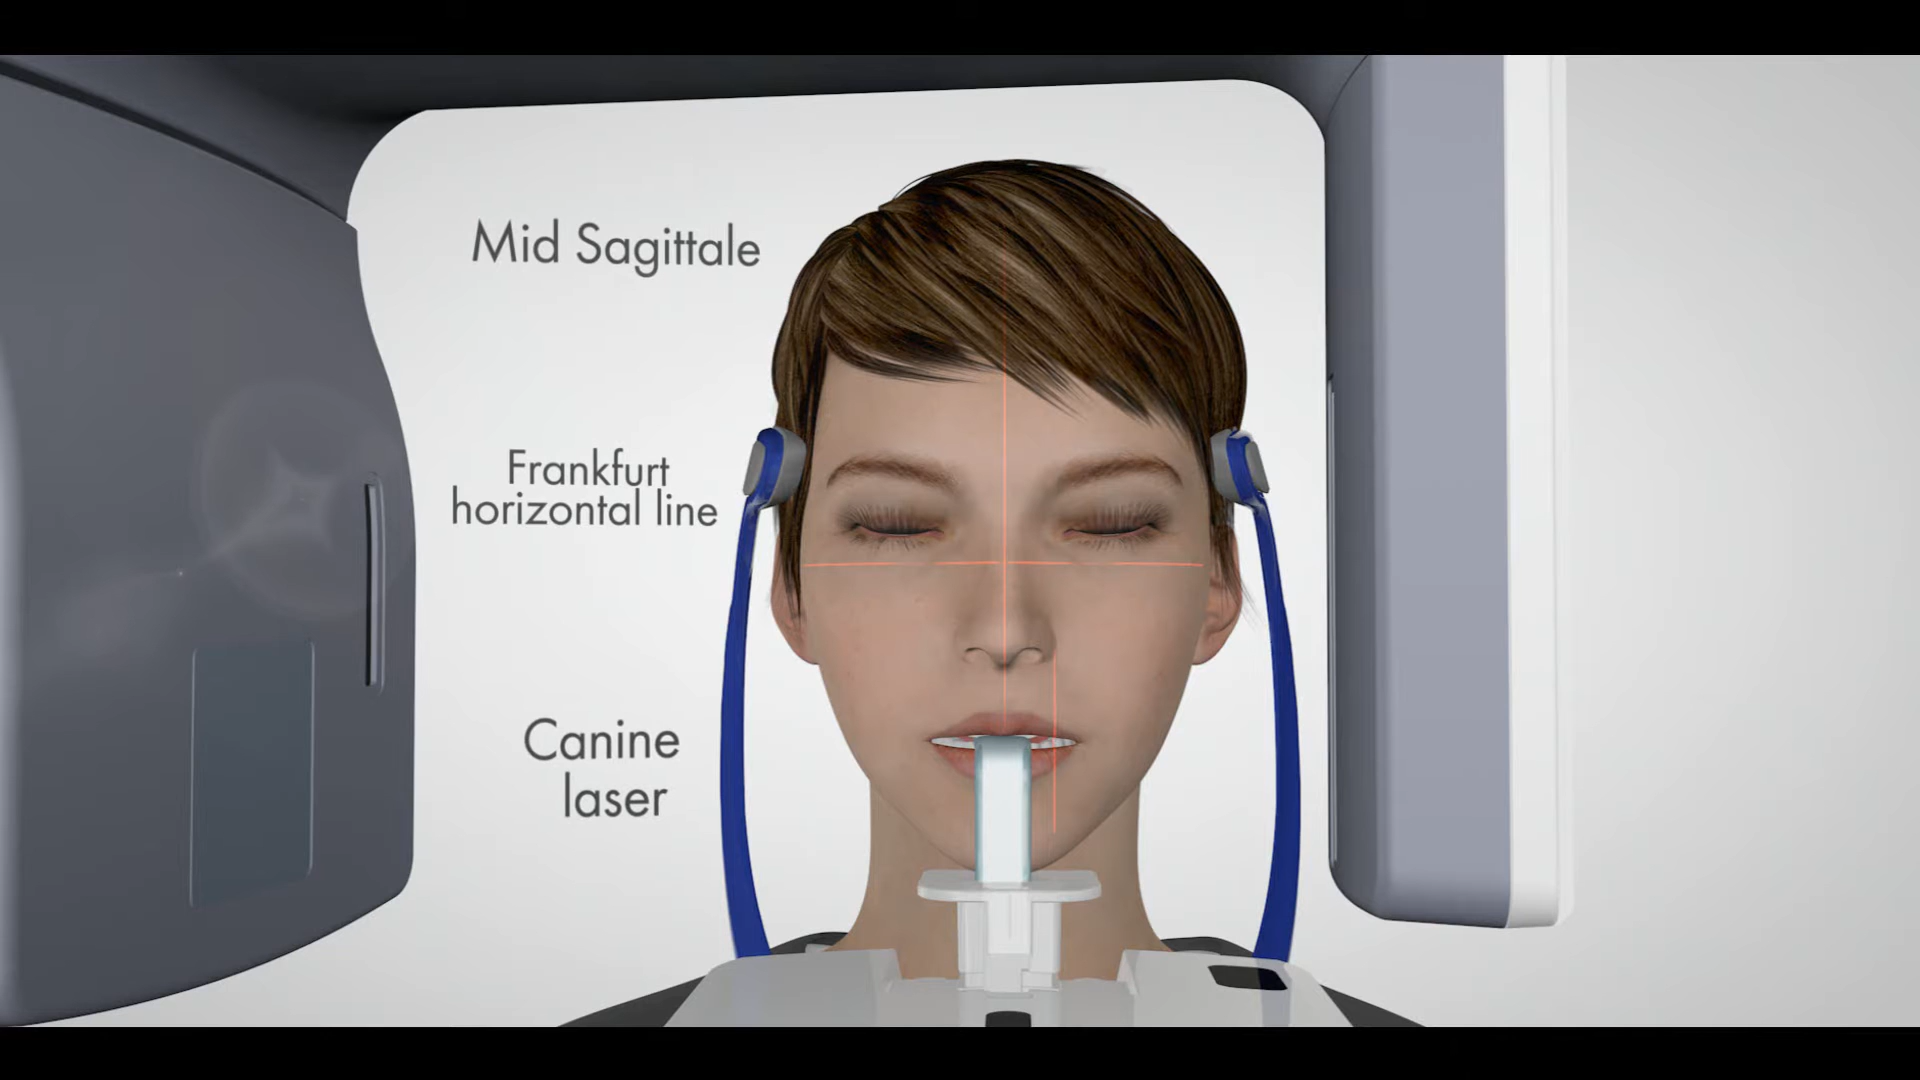 Mid Sagittale
Frankfurt
horizontal line
Canine
laser